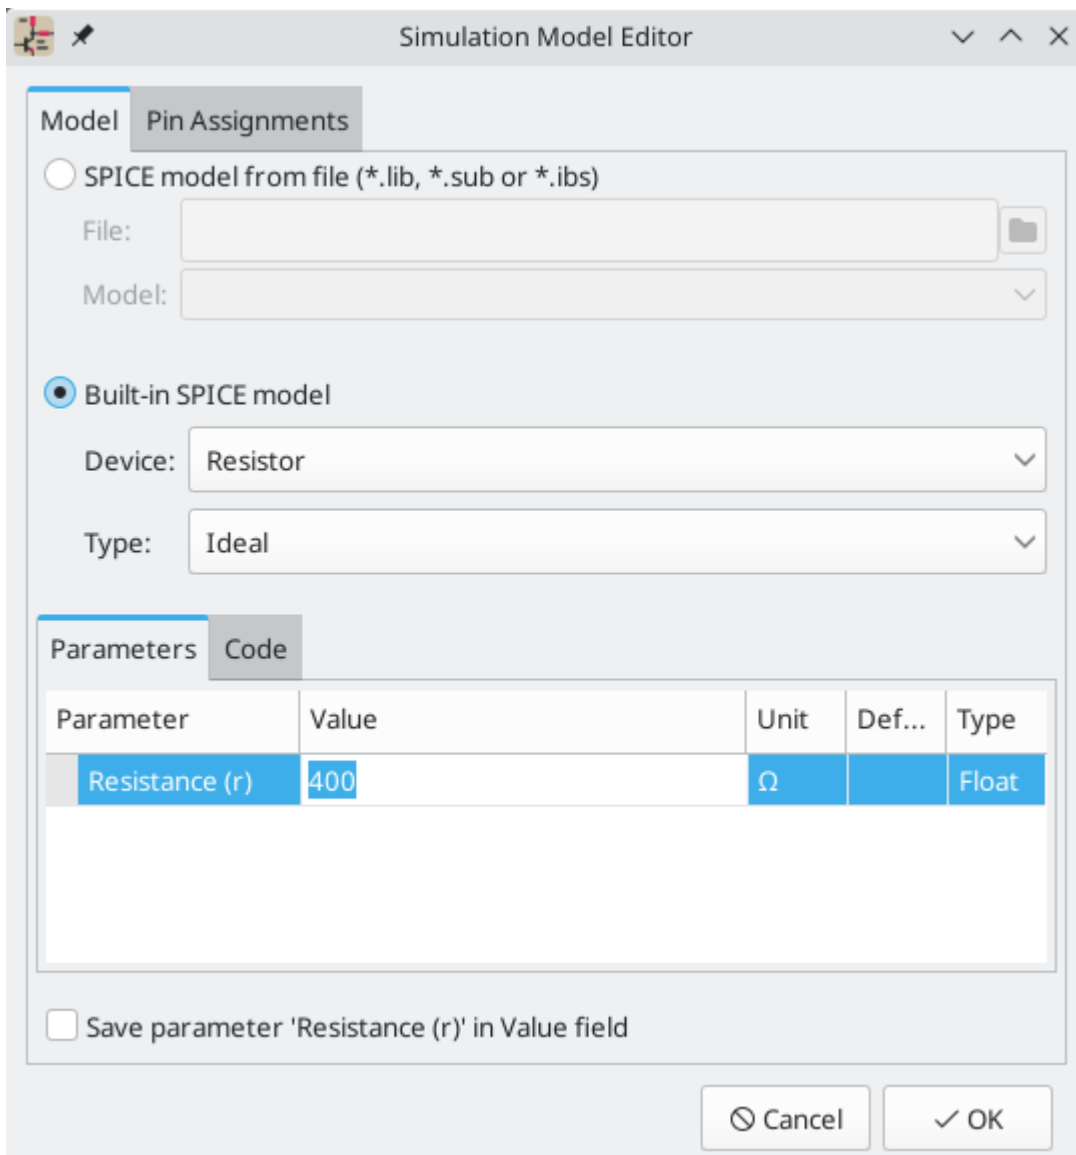 Simulation Model Editor
Model Pin Assignments
SPICE model from file (*.lib, *.sub or *.ibs)
File:
Model:
Built-in SPICE model
Device: Resistor
Type: Ideal
Parameters Code
Parameter Value Unit Def... Type
Resistance (r) 400 Ω Float
Save parameter 'Resistance (r)' in Value field
Cancel OK